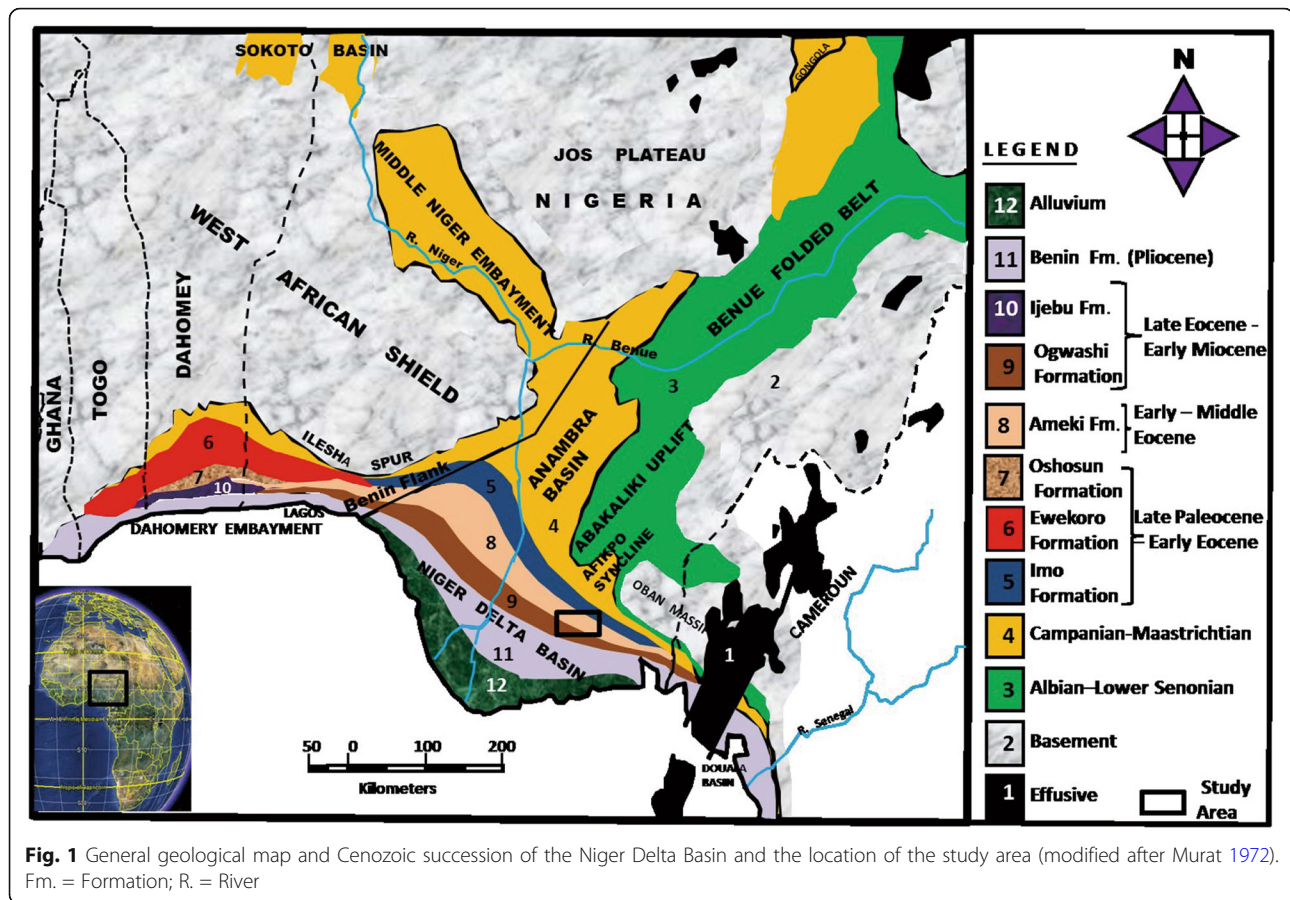 SOKOTO BASIN
GONGOLA
JOS PLATEAU
NIGERIA
MIDDLE NIGER EMBAYMENT
R. Niger
WEST AFRICAN SHIELD
BENUE FOLDED BELT
R. Benue
GHANA
TOGO
DAHOMEY
3
2
6
7
10
ILESHA SPUR
Benin Flank
LAGOS
DAHOMERY EMBAYMENT
5
ANAMBRA
BASIN
4
ABAKALIKI UPLIFT
AFIKPO
SYNCLINE
8
9
NIGER DELTA BASIN
11
12
OBAN MASSIF
CAMEROUN
1
R. Senegal
DOUALA
BASIN
50 0 100 200
Kilometers
N
LEGEND
12 Alluvium
11 Benin Fm. (Pliocene)
10 Ijebu Fm.
9 Ogwashi
Formation
Late Eocene -
Early Miocene
8 Ameki Fm.
Early – Middle
Eocene
7 Oshosun
Formation
6 Ewekoro
Formation
5 Imo
Formation
Late Paleocene
– Early Eocene
4 Campanian-Maastrichtian
3 Albian–Lower Senonian
2 Basement
1 Effusive
Study
Area
Fig. 1 General geological map and Cenozoic succession of the Niger Delta Basin and the location of the study area (modified after Murat 1972).
Fm. = Formation; R. = River